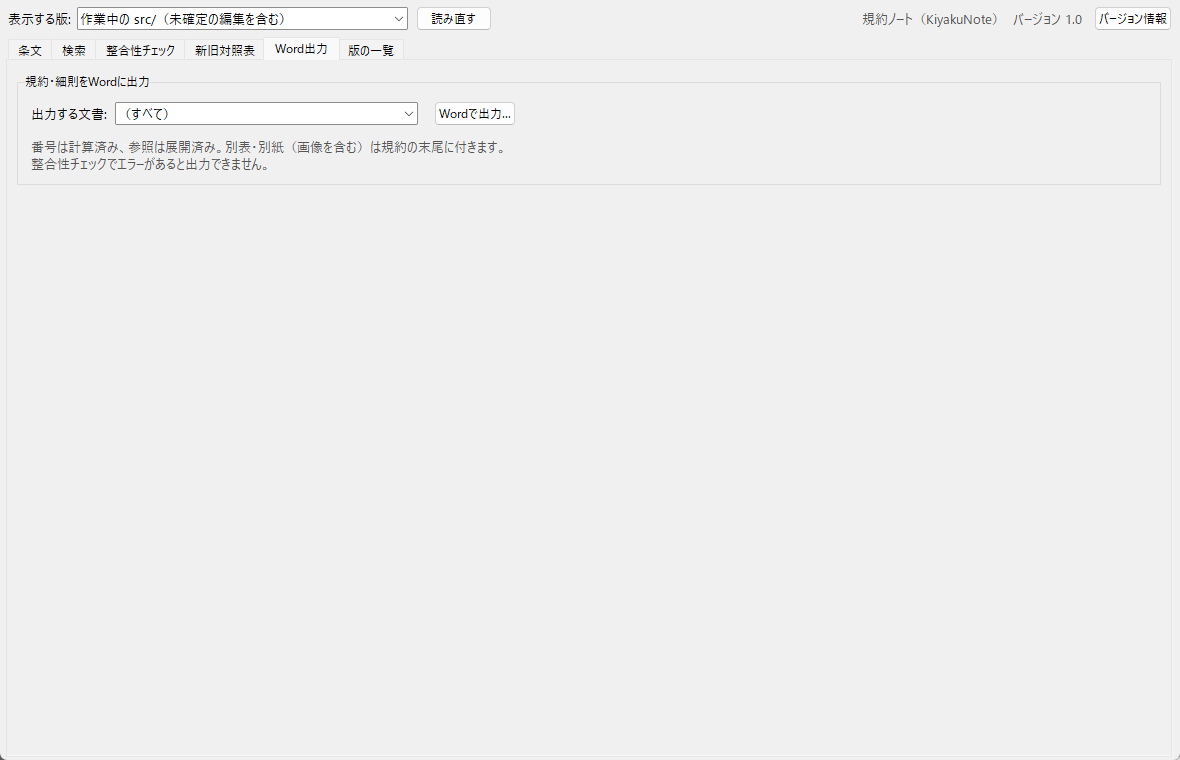 表示する版: 作業中の src/（未確定の編集を含む） 読み直す 規約ノート（KiyakuNote） バージョン 1.0 バージョン情報
条文 検索 整合性チェック 新旧対照表 Word出力 版の一覧
規約・細則をWordに出力
出力する文書: （すべて） Wordで出力...
番号は計算済み、参照は展開済み。別表・別紙（画像を含む）は規約の末尾に付きます。
整合性チェックでエラーがあると出力できません。